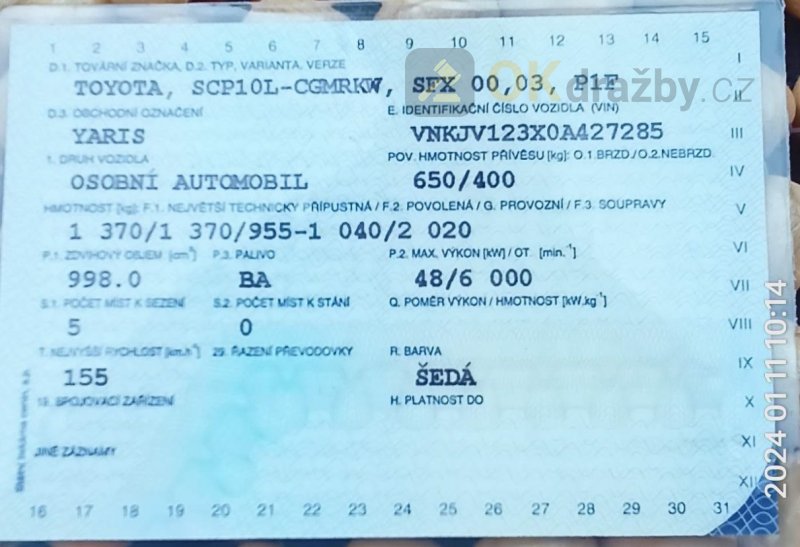 1 2 3 4 5 6 7 8 9 10 11 12 13 14 15
D.1. TOVÁRNÍ ZNAČKA, D.2. TYP, VARIANTA, VERZE
TOYOTA, SCP10L-CGMRKW, SFX 00,03, P1F
OKdražby.cz
D.3. OBCHODNÍ OZNAČENÍ E. IDENTIFIKAČNÍ ČÍSLO VOZIDLA (VIN)
YARIS VNKJV123X0A427285
1. DRUH VOZIDLA POV. HMOTNOST PŘÍVĚSU [kg]: O.1 BRZD./O.2.NEBRZD.
OSOBNÍ AUTOMOBIL 650/400
HMOTNOST [kg]: F.1. NEJVĚTŠÍ TECHNICKY PŘÍPUSTNÁ / F.2. POVOLENÁ / G. PROVOZNÍ / F.3. SOUPRAVY
1 370/1 370/955-1 040/2 020
P.1. ZDVIHOVÝ OBJEM [cm³] P.3. PALIVO P.2. MAX. VÝKON [kW] / OT. [min.⁻¹]
998.0 BA 48/6 000
S.1. POČET MÍST K SEZENÍ S.2. POČET MÍST K STÁNÍ Q. POMĚR VÝKON / HMOTNOST [kW.kg⁻¹]
5 0
T. NEJVYŠŠÍ RYCHLOST [km.h⁻¹] 29. ŘAZENÍ PŘEVODOVKY R. BARVA
155 ŠEDÁ
19. SPOJOVACÍ ZAŘÍZENÍ H. PLATNOST DO
JINÉ ZÁZNAMY
I
II
III
IV
V
VI
VII
VIII
IX
X
XI
XII
16 17 18 19 20 21 22 23 24 25 26 27 28 29 30 31
2024 01 11 10:14